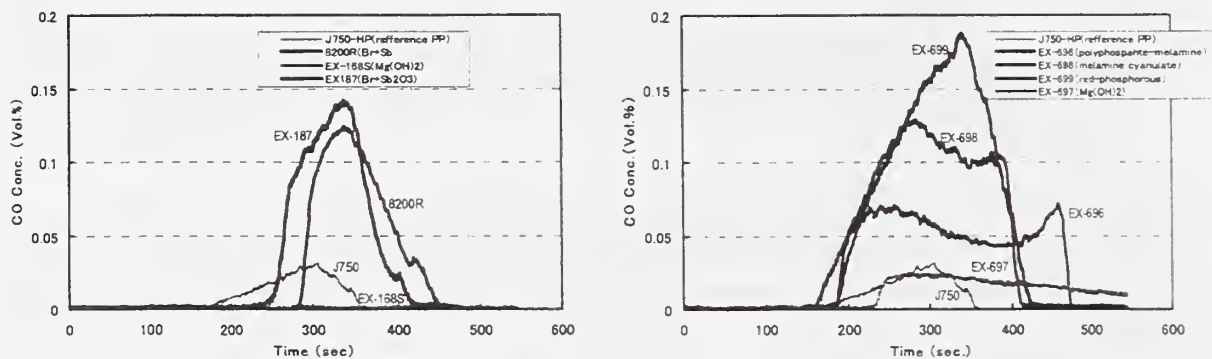 0.2
0.15
0.1
0.05
0
CO Conc. (Vol.%)
J750-HP(refference PP)
8200R(Br+Sb
EX-168S(Mg(OH)2)
EX187(Br+Sb2O3)
EX-187
8200R
J750
EX-168S
0 100 200 300 400 500 600
Time (sec)
0.2
0.15
0.1
0.05
0
CO Conc.(Vol.%)
J750-HP(refference PP)
EX-696(polyphospahte-melamine)
EX-698(melamine cyanulate)
EX-699(red-phosphorous)
EX-697(Mg(OH)2)
EX-699
EX-698
EX-696
EX-697
J750
0 100 200 300 400 500 600
Time (sec.)